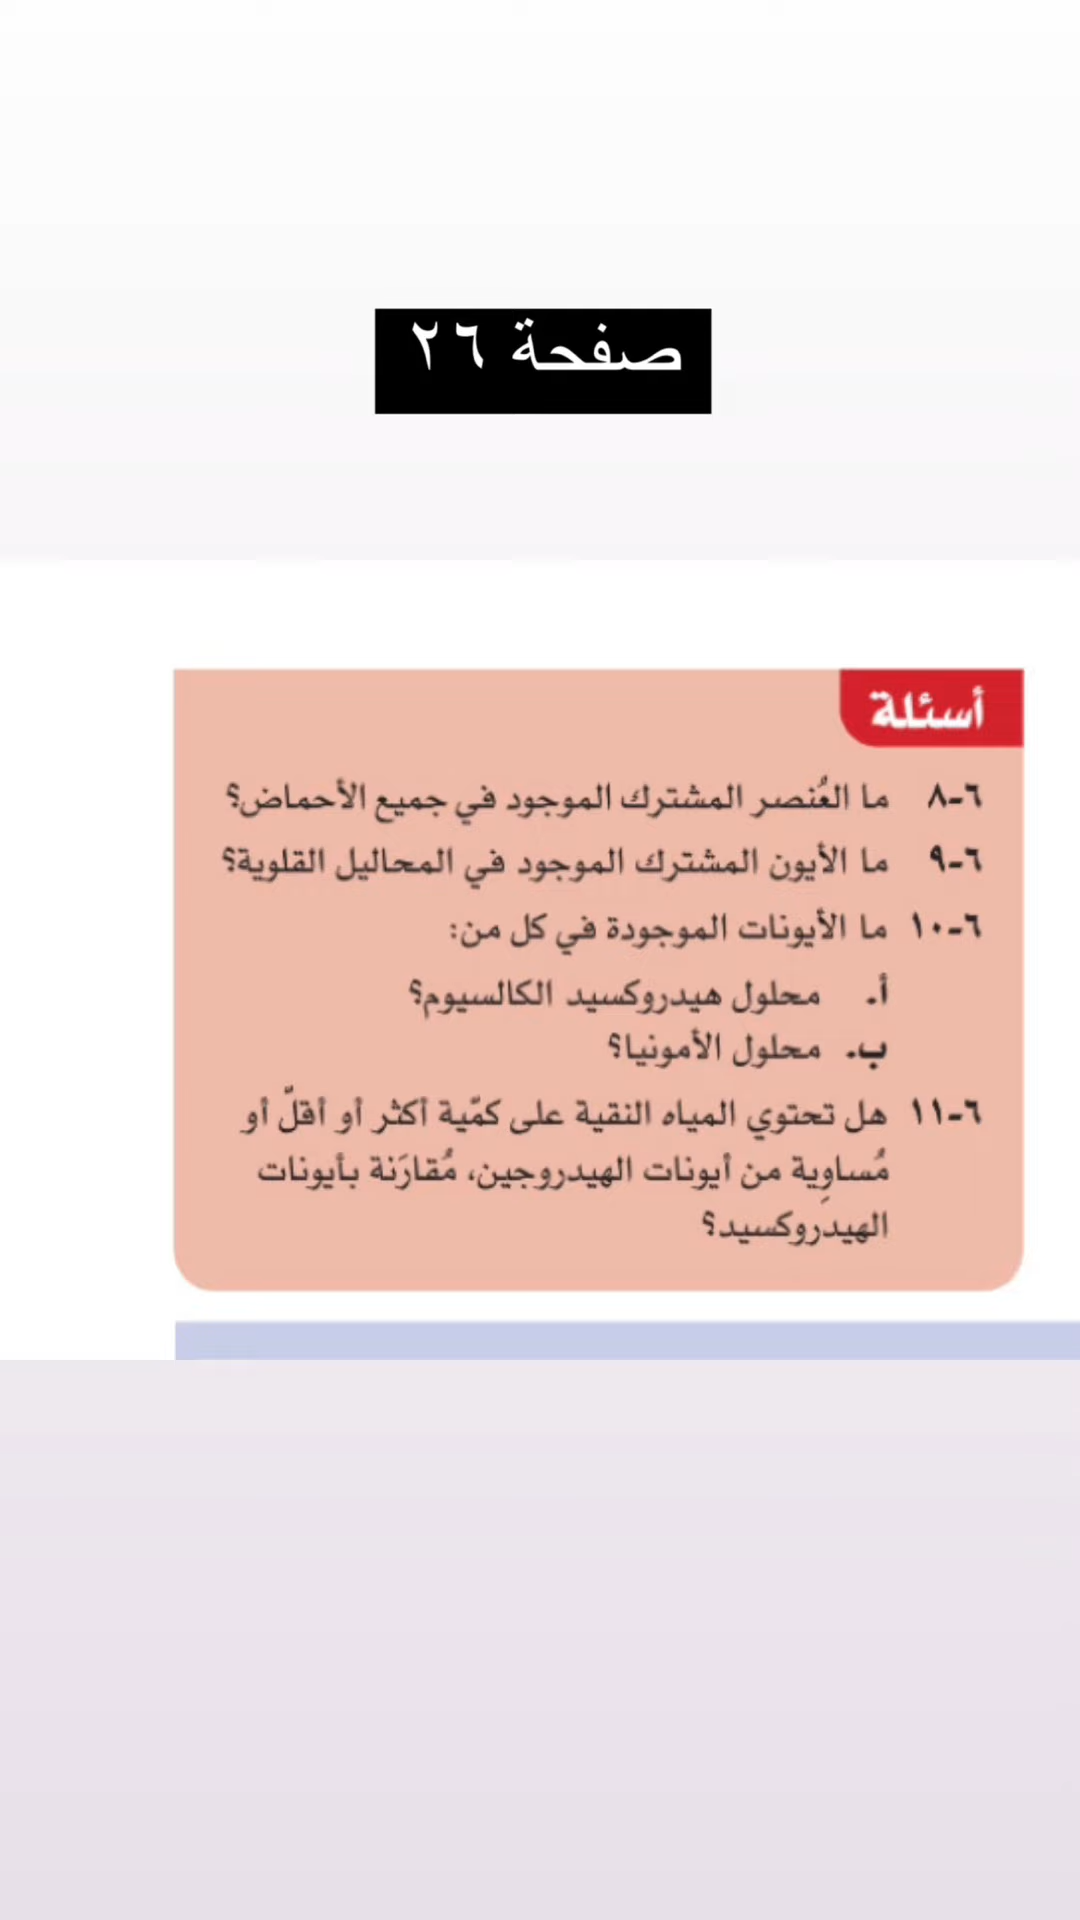 صفحة ٢٦
أسئلة
٦-٨ ما العُنصر المشترك الموجود في جميع الأحماض؟
٦-٩ ما الأيون المشترك الموجود في المحاليل القلوية؟
٦-١٠ ما الأيونات الموجودة في كل من:
أ. محلول هيدروكسيد الكالسيوم؟
ب. محلول الأمونيا؟
٦-١١ هل تحتوي المياه النقية على كمّية أكثر أو أقلّ أو
مُساوِية من أيونات الهيدروجين، مُقارَنة بأيونات
الهيدروكسيد؟